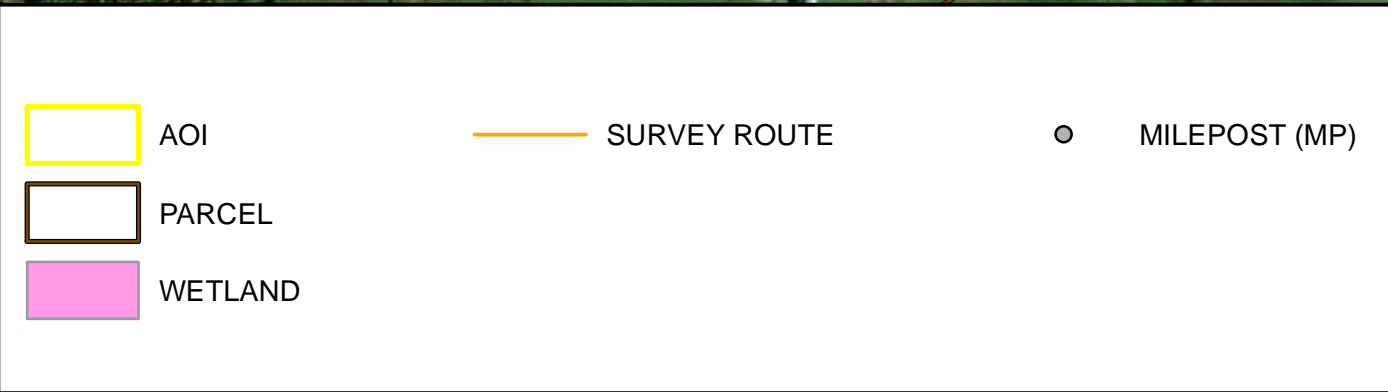 AOI
SURVEY ROUTE
MILEPOST (MP)
PARCEL
WETLAND